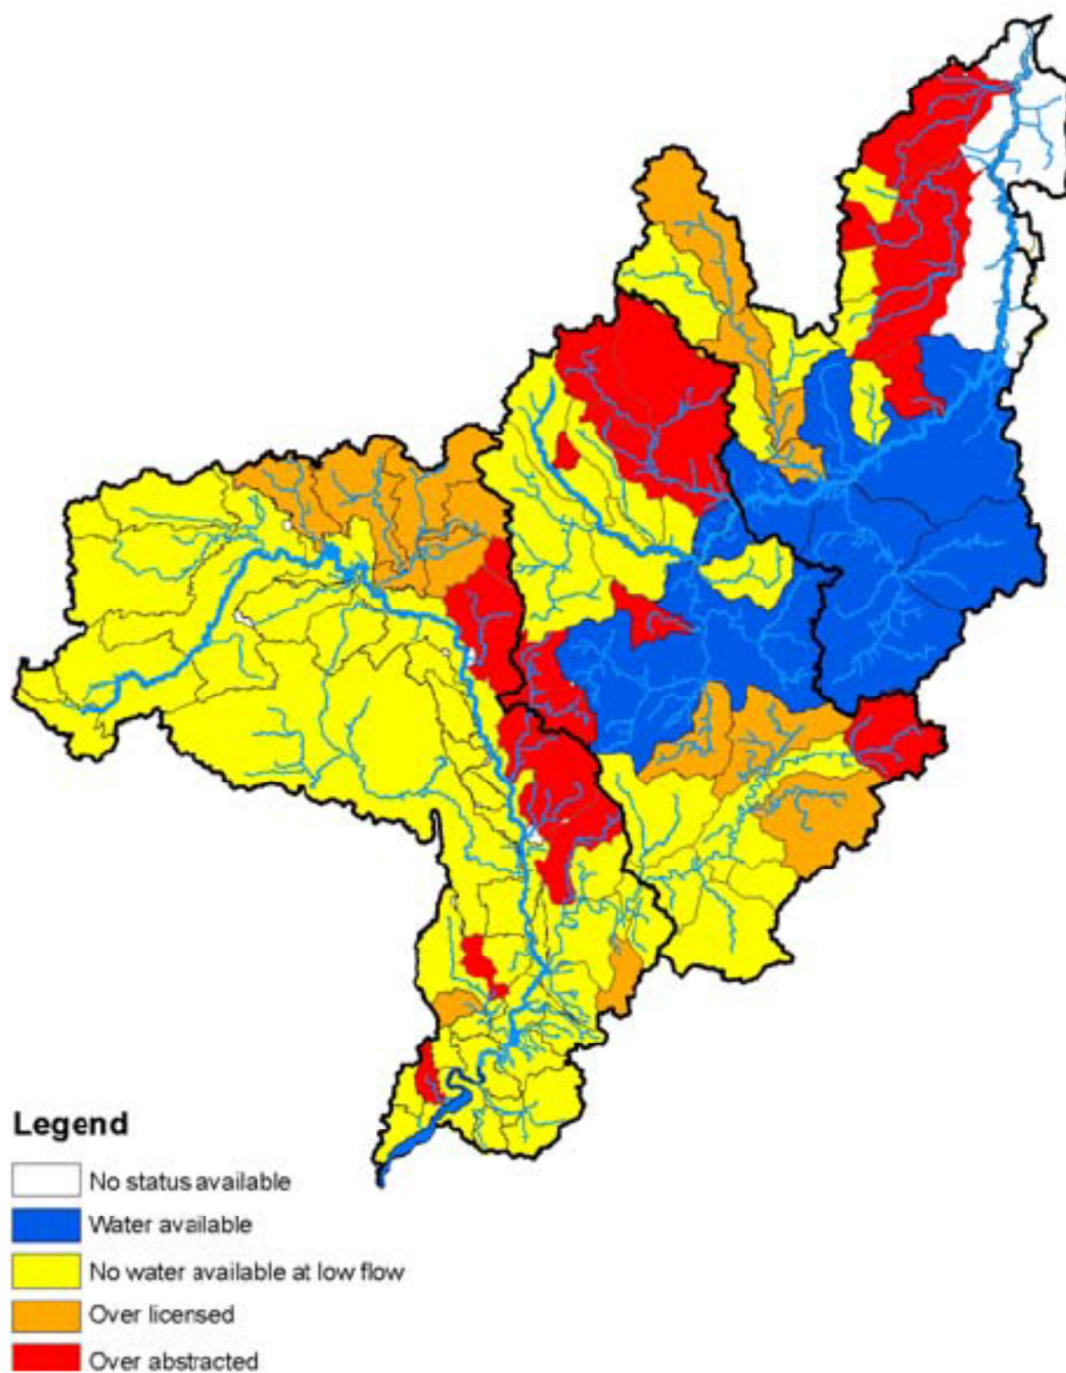 Legend
No status available
Water available
No water available at low flow
Over licensed
Over abstracted